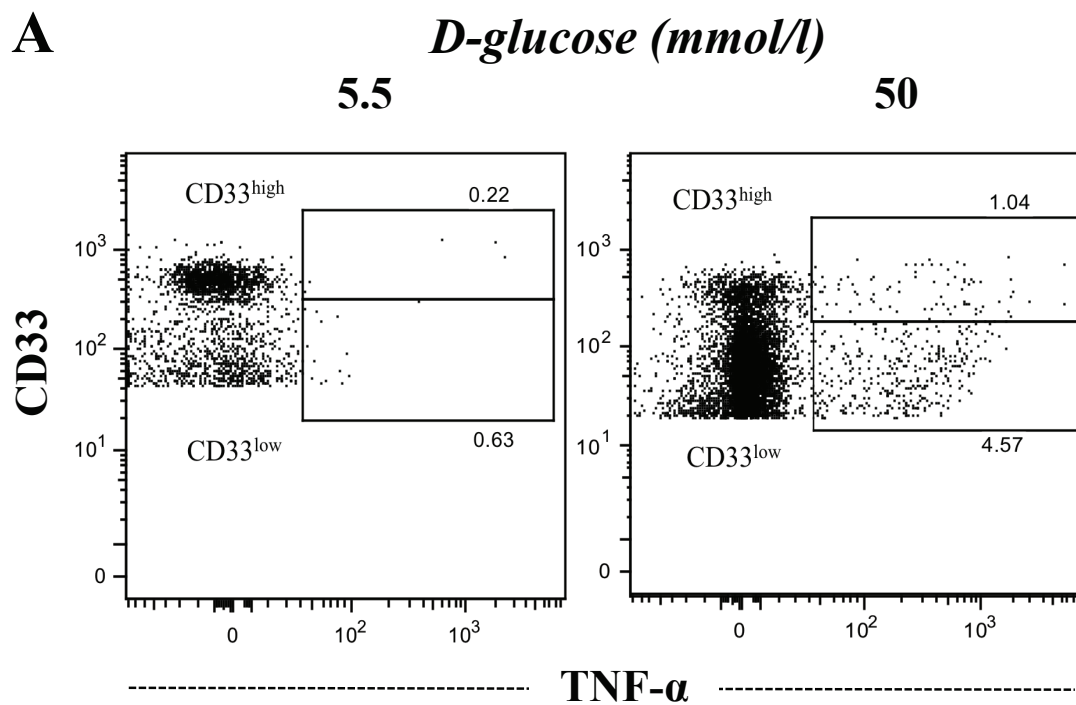 A
D-glucose (mmol/l)
5.5
50
CD33
CD33high
0.22
10³
10²
10¹
0
CD33low
0.63
0
10²
10³
CD33high
1.04
10³
10²
10¹
0
CD33low
4.57
0
10²
10³
TNF-α